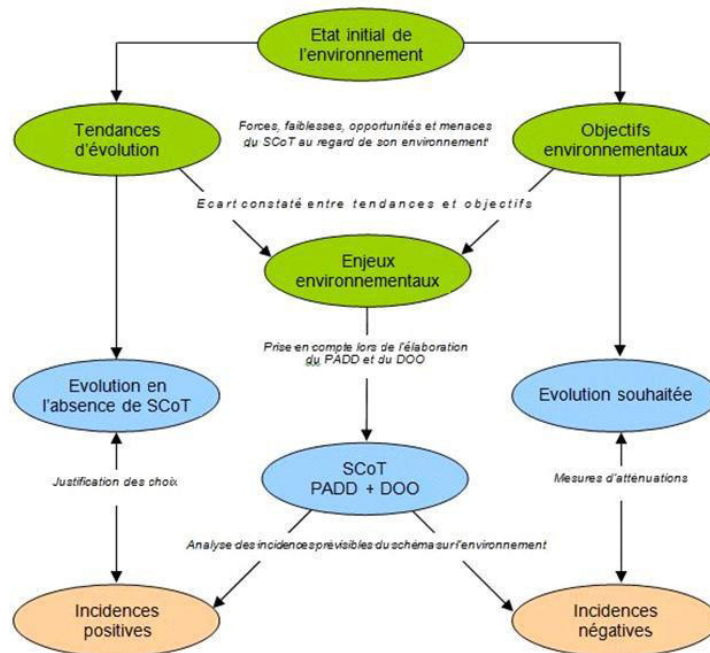 Etat initial de
l'environnement
Tendances
d'évolution
Forces, faiblesses, opportunités et menaces
du SCoT au regard de son environnement
Objectifs
environnementaux
Ecart constaté entre tendances et objectifs
Enjeux
environnementaux
Prise en compte lors de l'élaboration
du PADD et du DOO
Evolution en
l'absence de SCoT
Evolution souhaitée
Justification des choix
SCoT
PADD + DOO
Mesures d'atténuations
Analyse des incidences prévisibles du schéma sur l'environnement
Incidences
positives
Incidences
négatives